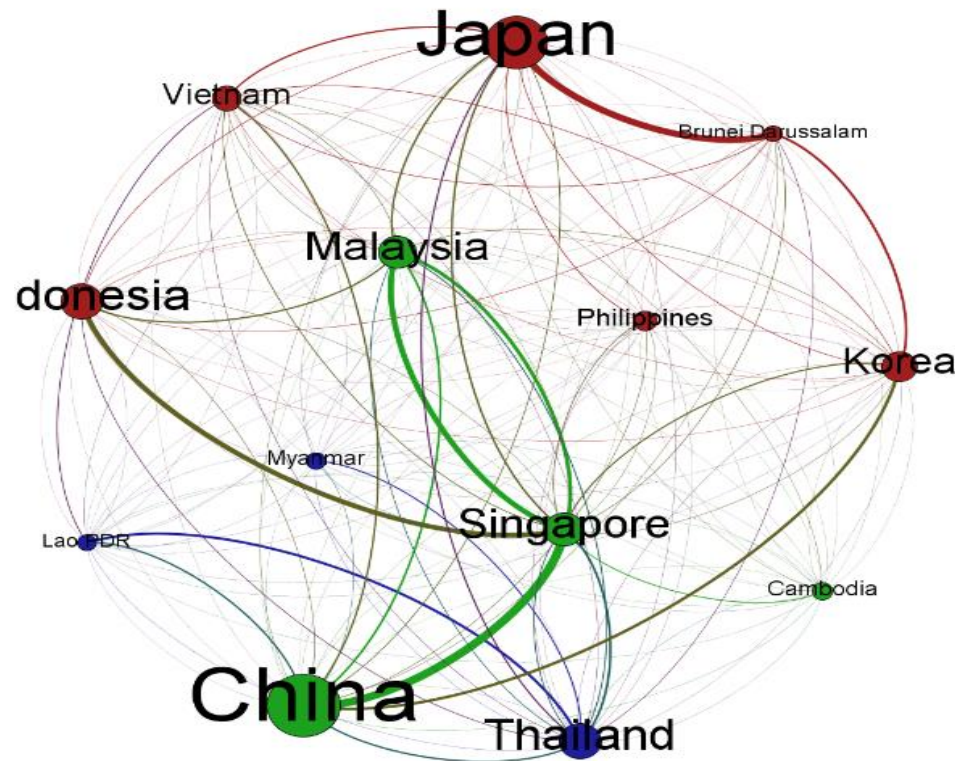 Japan
Vietnam
Brunei Darussalam
Malaysia
donesia
Philippines
Korea
Myanmar
Singapore
Lao PDR
Cambodia
China
Thailand